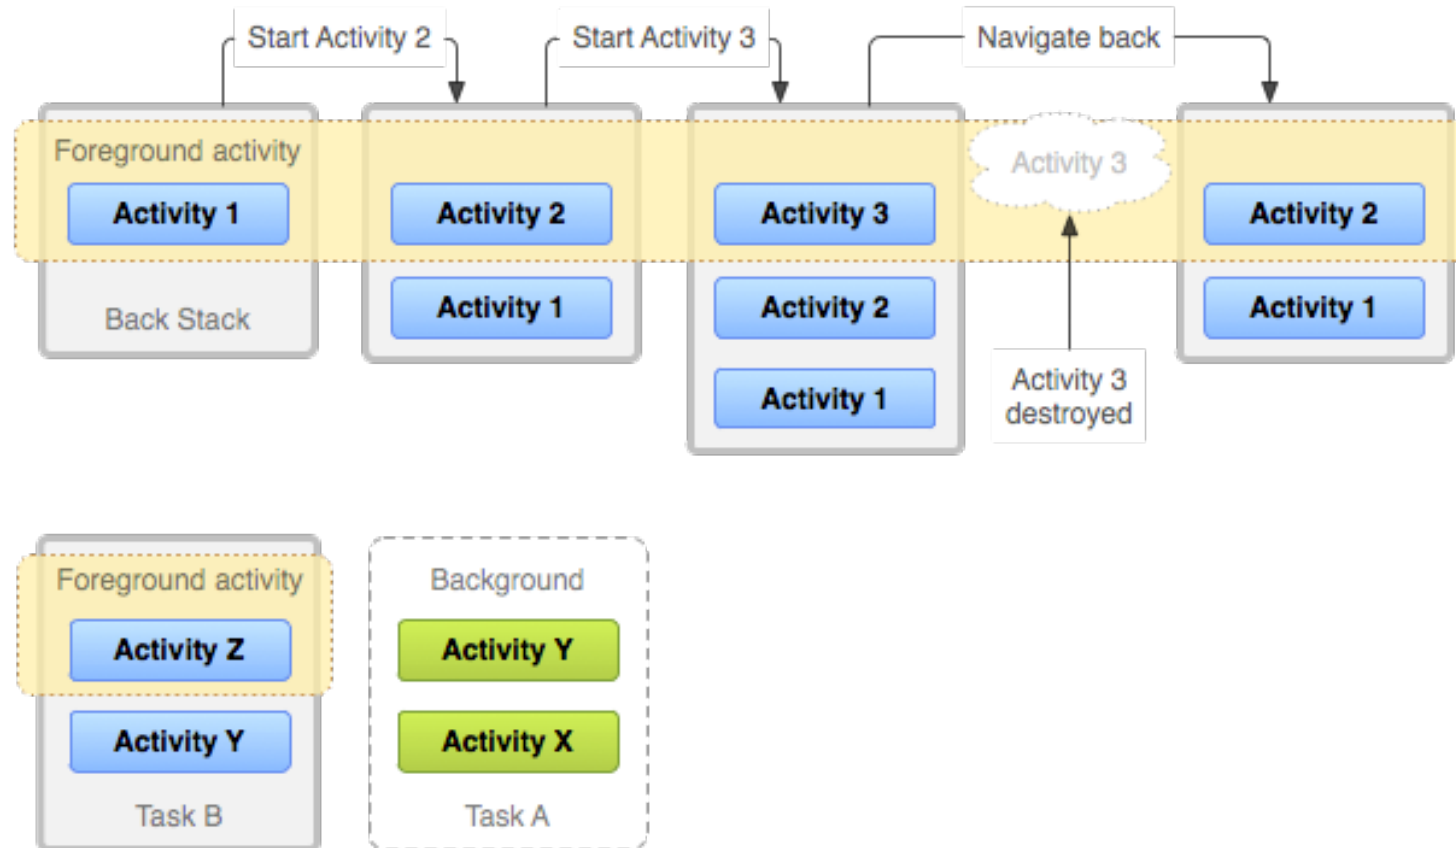 Start Activity 2
Start Activity 3
Navigate back
Foreground activity
Activity 3
Activity 1
Activity 2
Activity 3
Activity 2
Back Stack
Activity 1
Activity 2
Activity 1
Activity 1
Activity 3
destroyed
Foreground activity
Background
Activity Z
Activity Y
Activity Y
Activity X
Task B
Task A